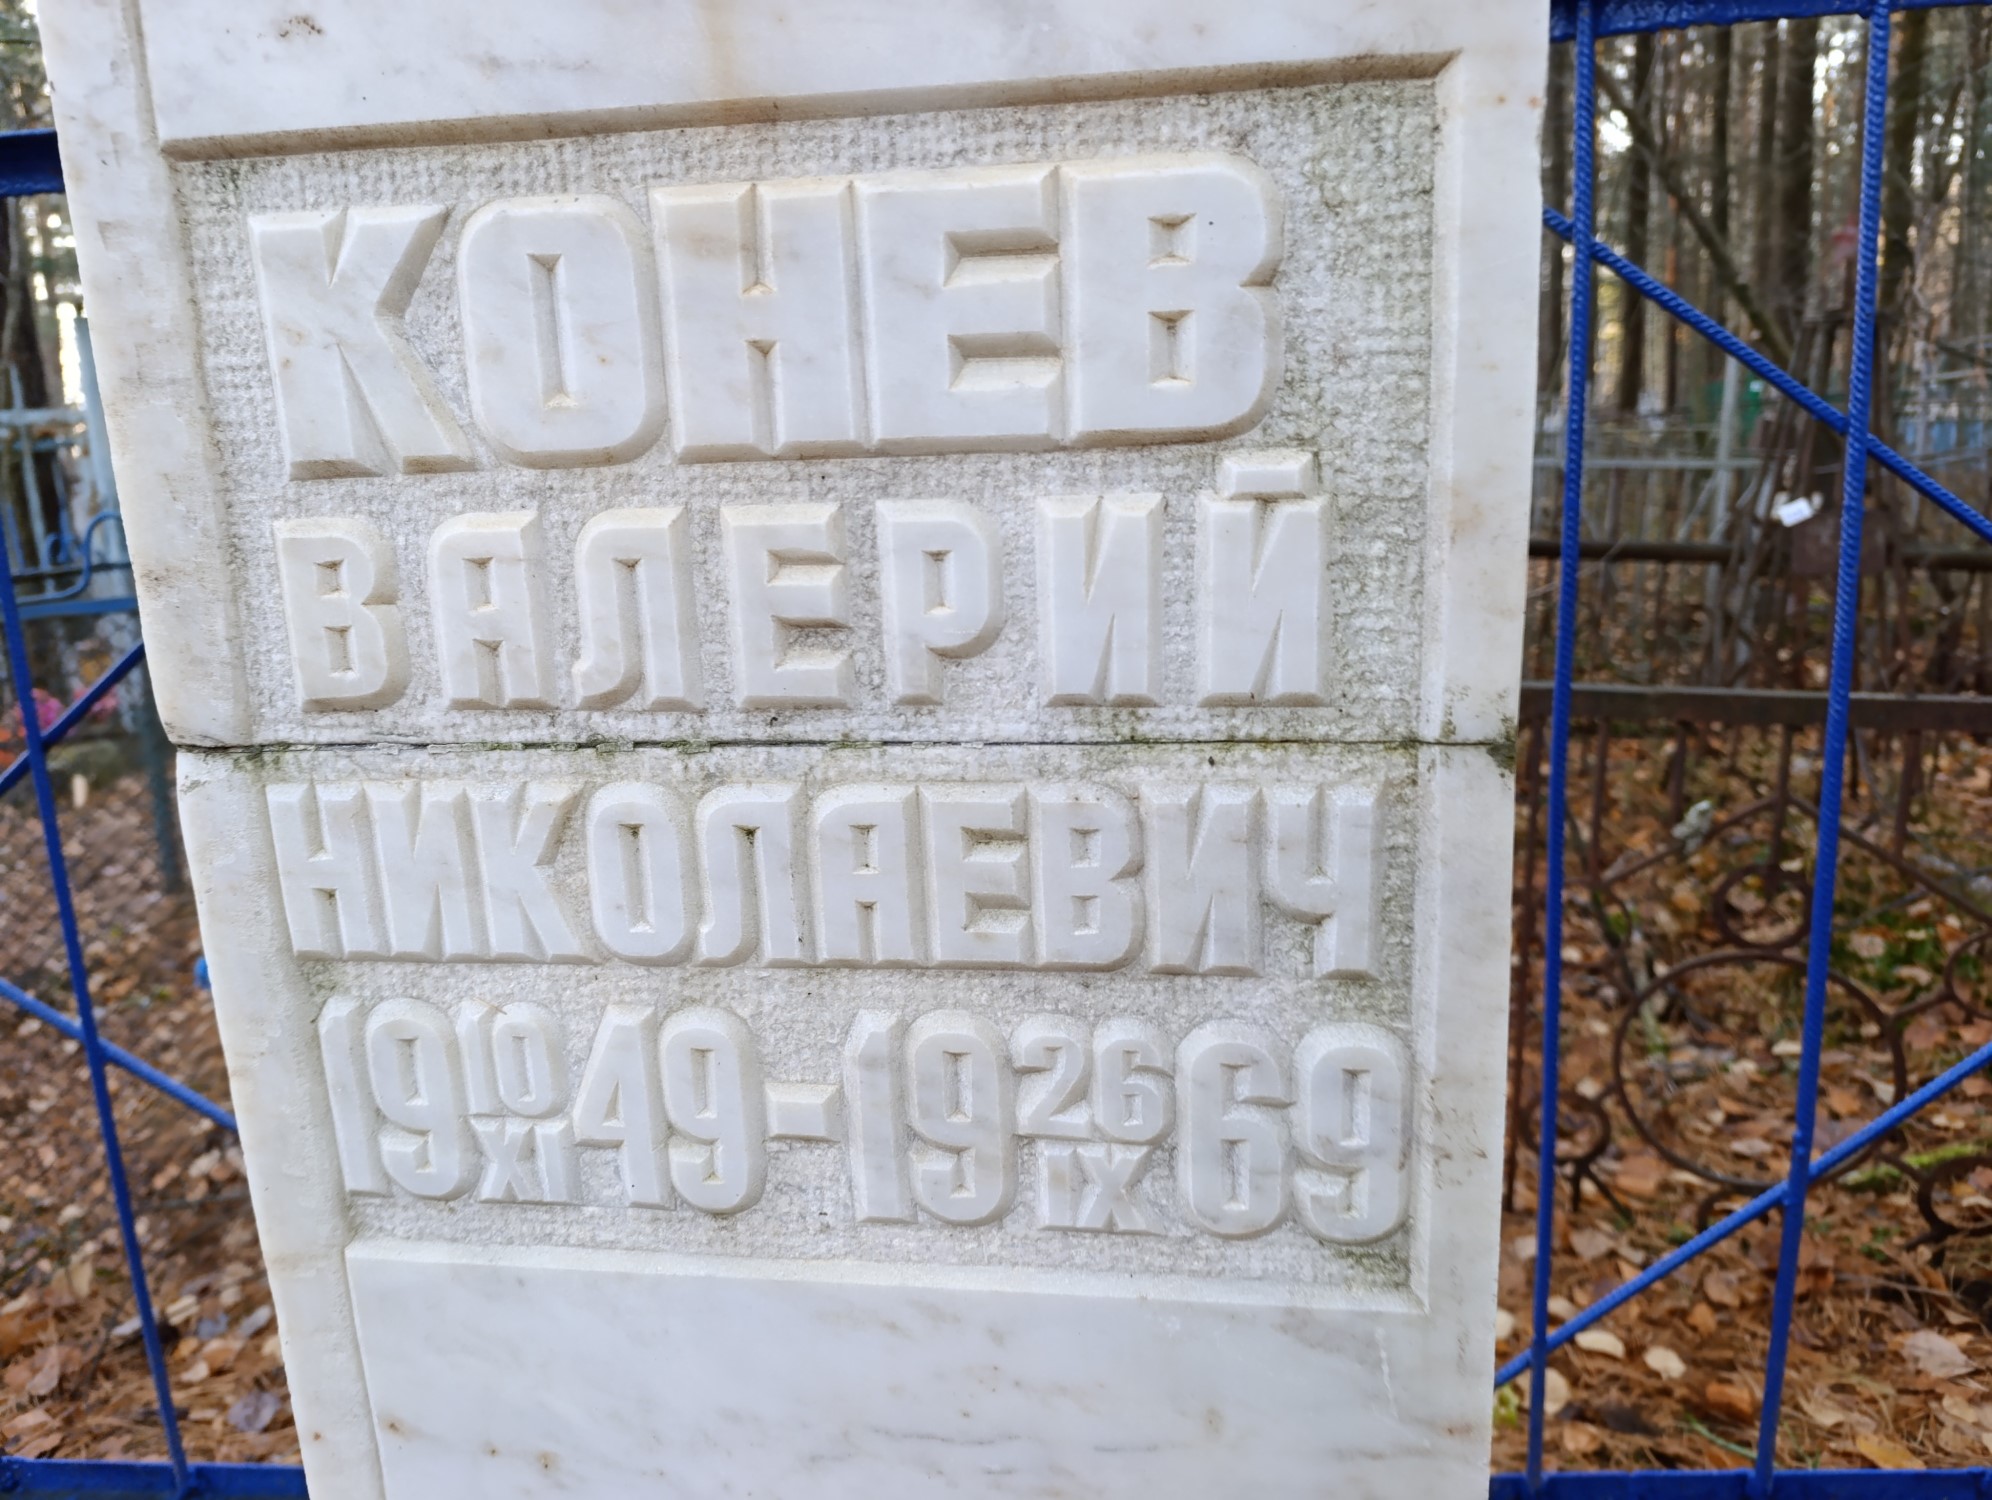 КОНЕВ
ВАЛЕРИЙ
НИКОЛАЕВИЧ
19 10/XI 49 - 19 26/IX 69